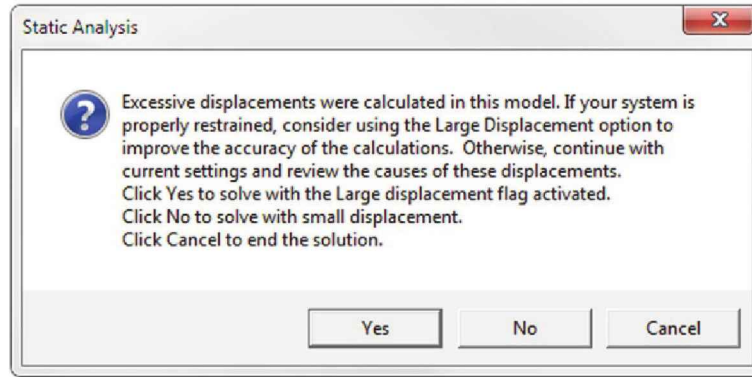 Static Analysis
X
Excessive displacements were calculated in this model. If your system is
properly restrained, consider using the Large Displacement option to
improve the accuracy of the calculations.  Otherwise, continue with
current settings and review the causes of these displacements.
Click Yes to solve with the Large displacement flag activated.
Click No to solve with small displacement.
Click Cancel to end the solution.
Yes No Cancel